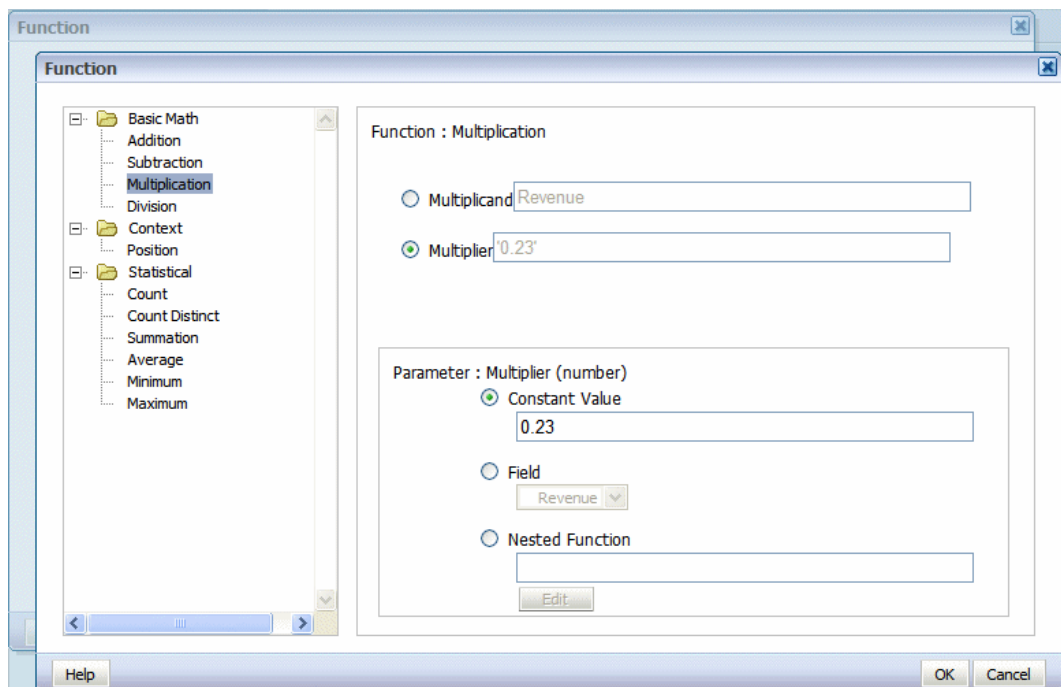 Function
Function
Basic Math
Addition
Subtraction
Multiplication
Division
Context
Position
Statistical
Count
Count Distinct
Summation
Average
Minimum
Maximum
Function : Multiplication
Multiplicand Revenue
Multiplier '0.23'
Parameter : Multiplier (number)
Constant Value
0.23
Field
Revenue
Nested Function
Edit
Help OK Cancel